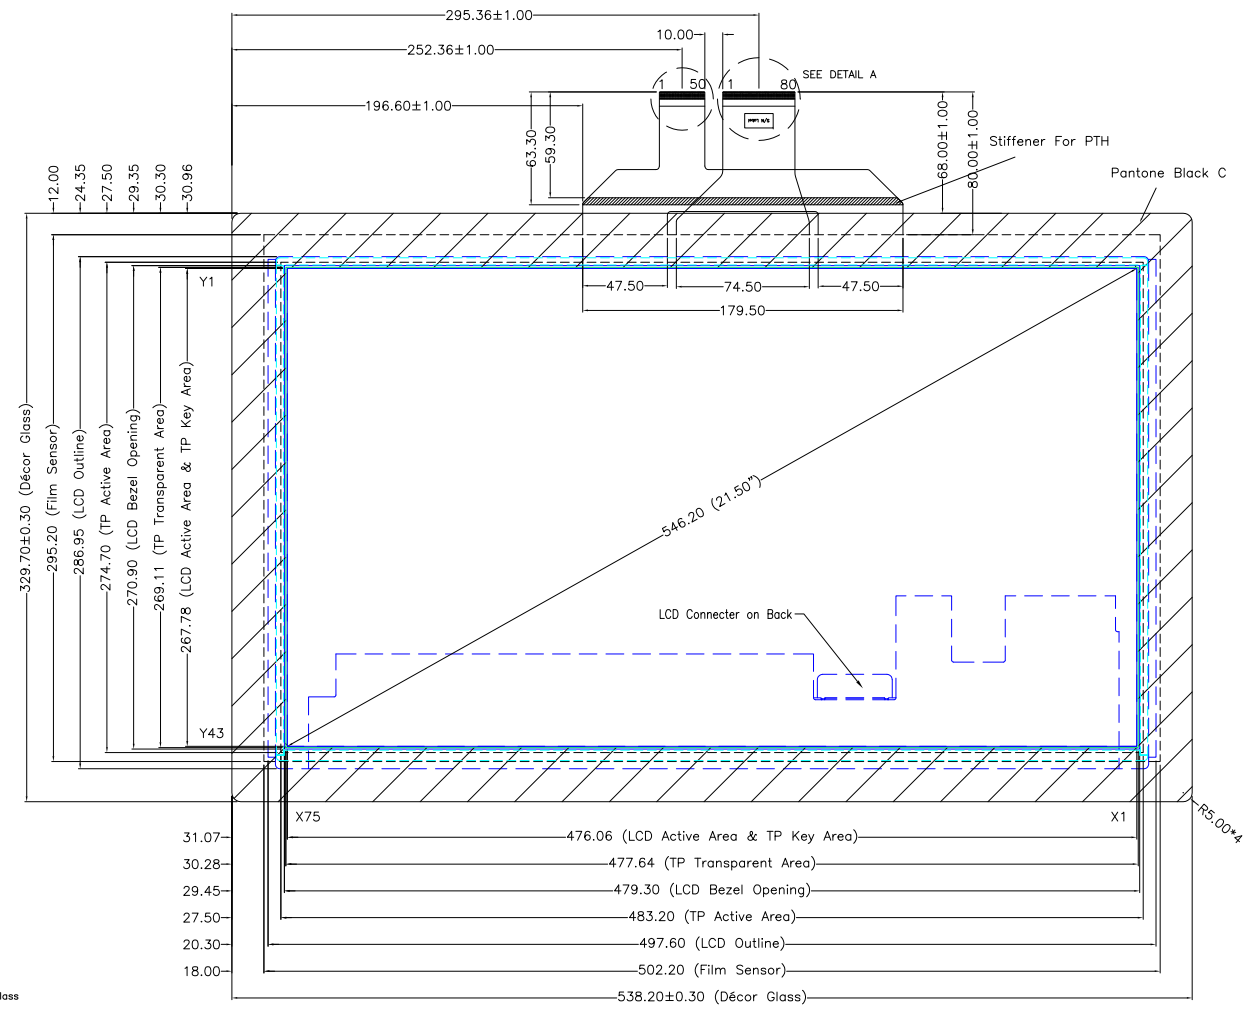 295.36±1.00
10.00
252.36±1.00
SEE DETAIL A
1 50 1 80
196.60±1.00
S/N Label
63.30
59.30
68.00±1.00
80.00±1.00
Stiffener For PTH
Pantone Black C
12.00
24.35
27.50
29.35
30.30
30.96
Y1
47.50
74.50
47.50
179.50
329.70±0.30 (Décor Glass)
295.20 (Film Sensor)
286.95 (LCD Outline)
274.70 (TP Active Area)
270.90 (LCD Bezel Opening)
269.11 (TP Transparent Area)
267.78 (LCD Active Area & TP Key Area)
546.20 (21.50")
LCD Connecter on Back
Y43
X75
X1
R5.00*4
31.07
476.06 (LCD Active Area & TP Key Area)
30.28
477.64 (TP Transparent Area)
29.45
479.30 (LCD Bezel Opening)
27.50
483.20 (TP Active Area)
20.30
497.60 (LCD Outline)
18.00
502.20 (Film Sensor)
538.20±0.30 (Décor Glass)